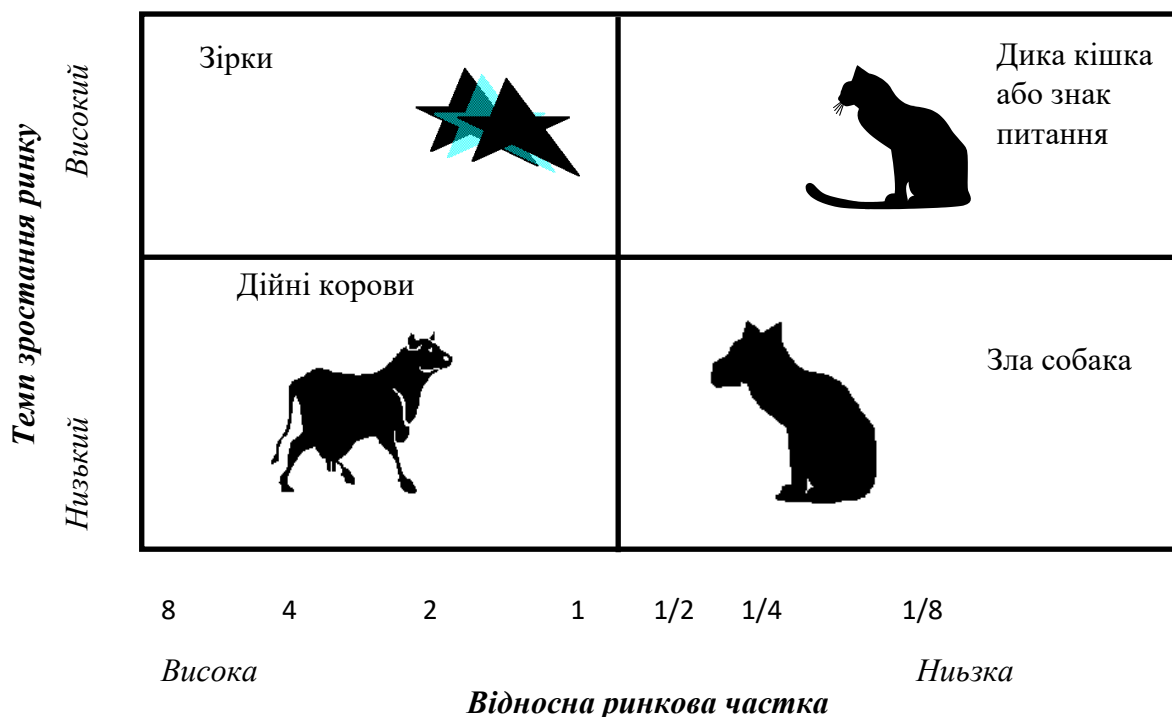 Зірки
Дика кішка
або знак
питання
Високий
Темп зростання ринку
Дійні корови
Зла собака
Низький
8 4 2 1 1/2 1/4 1/8
Висока Ниьзка
Відносна ринкова частка